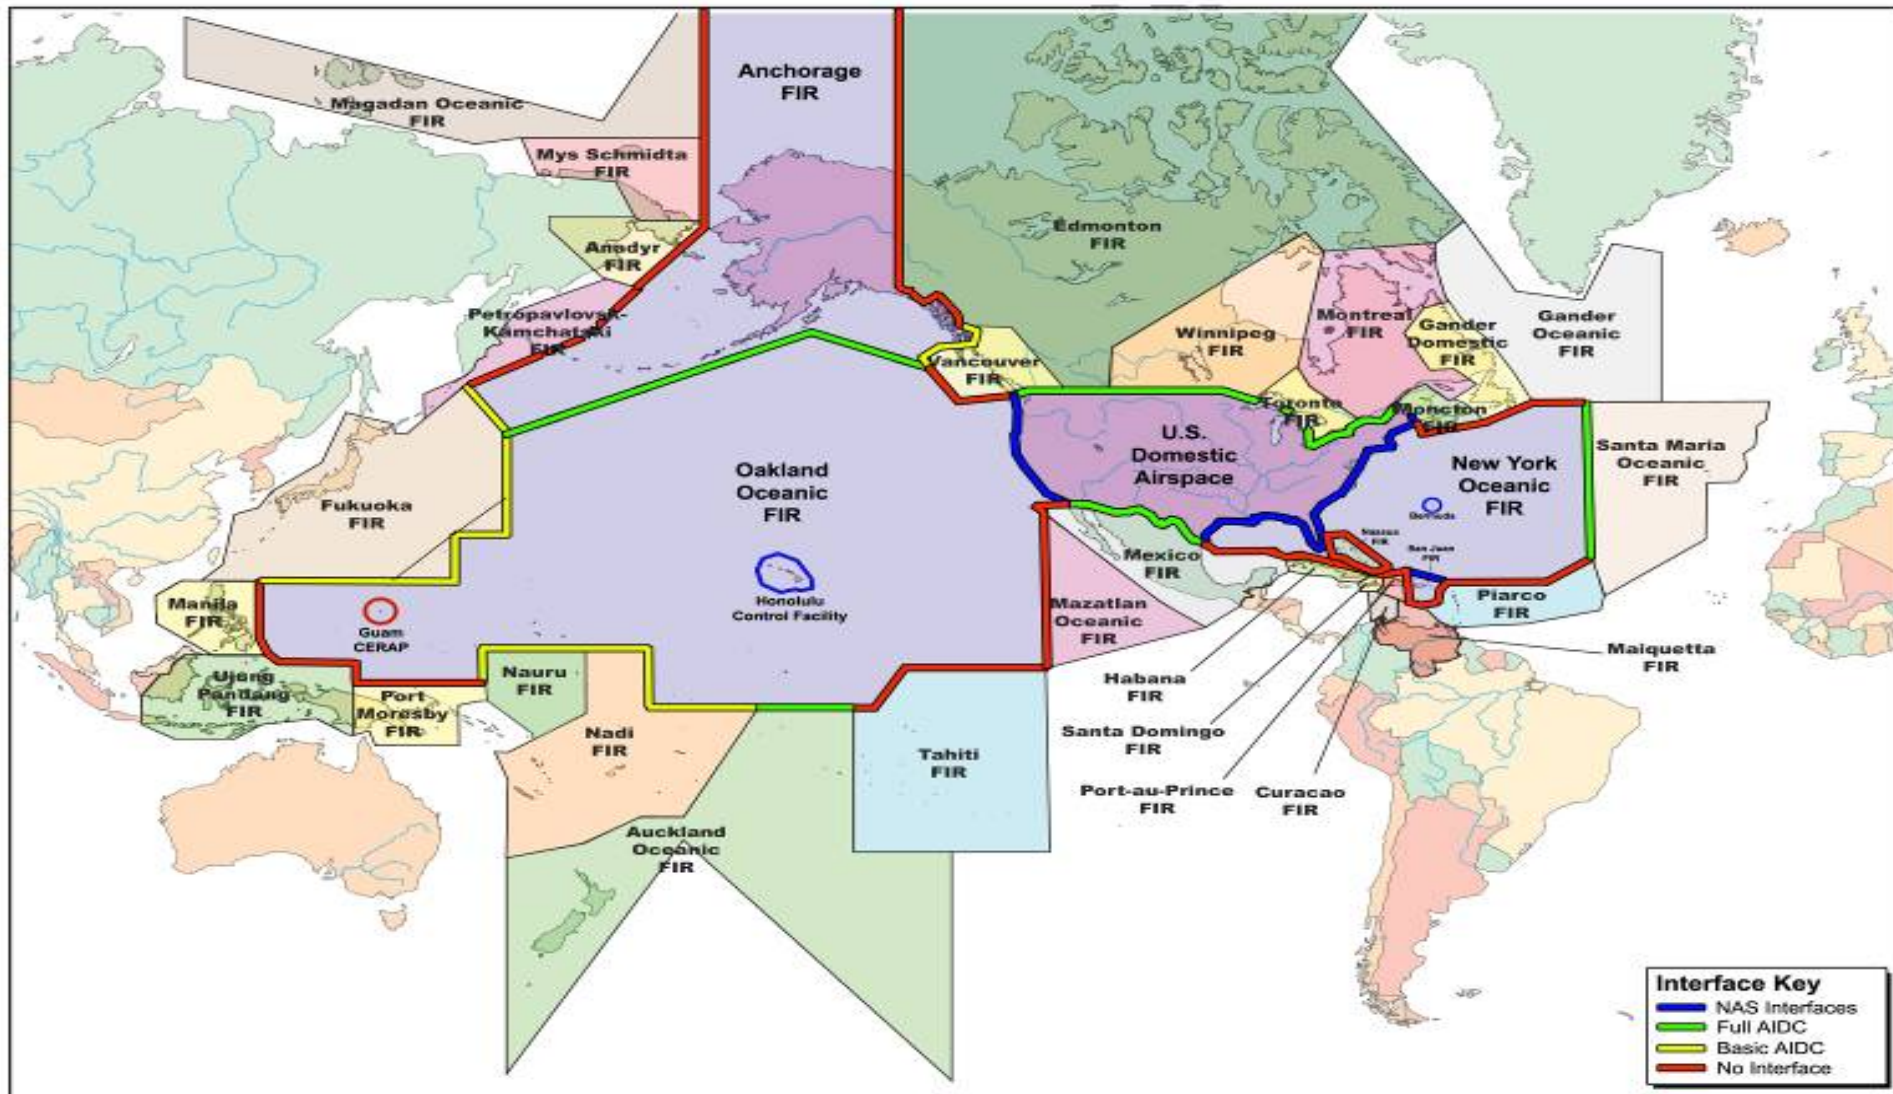 Anchorage
FIR
Magadan Oceanic
FIR
Mys Schmidta
FIR
Anadyr
FIR
Petropavlovsk-
Kamchatski
FIR
Edmonton
FIR
Winnipeg
FIR
Montreal
FIR
Gander
Domestic
FIR
Gander
Oceanic
FIR
Vancouver
FIR
Toronto
FIR
Moncton
FIR
U.S.
Domestic
Airspace
New York
Oceanic
FIR
Santa Maria
Oceanic
FIR
Oakland
Oceanic
FIR
Fukuoka
FIR
Bermuda
Nassau
FIR
San Juan
FIR
Mexico
FIR
Honolulu
Control Facility
Manila
FIR
Guam
CERAP
Mazatlan
Oceanic
FIR
Piarco
FIR
Maiquetta
FIR
Ujung
Pandang
FIR
Port
Moresby
FIR
Nauru
FIR
Nadi
FIR
Habana
FIR
Santa Domingo
FIR
Tahiti
FIR
Port-au-Prince
FIR
Curacao
FIR
Auckland
Oceanic
FIR
Interface Key
NAS Interfaces
Full AIDC
Basic AIDC
No Interface